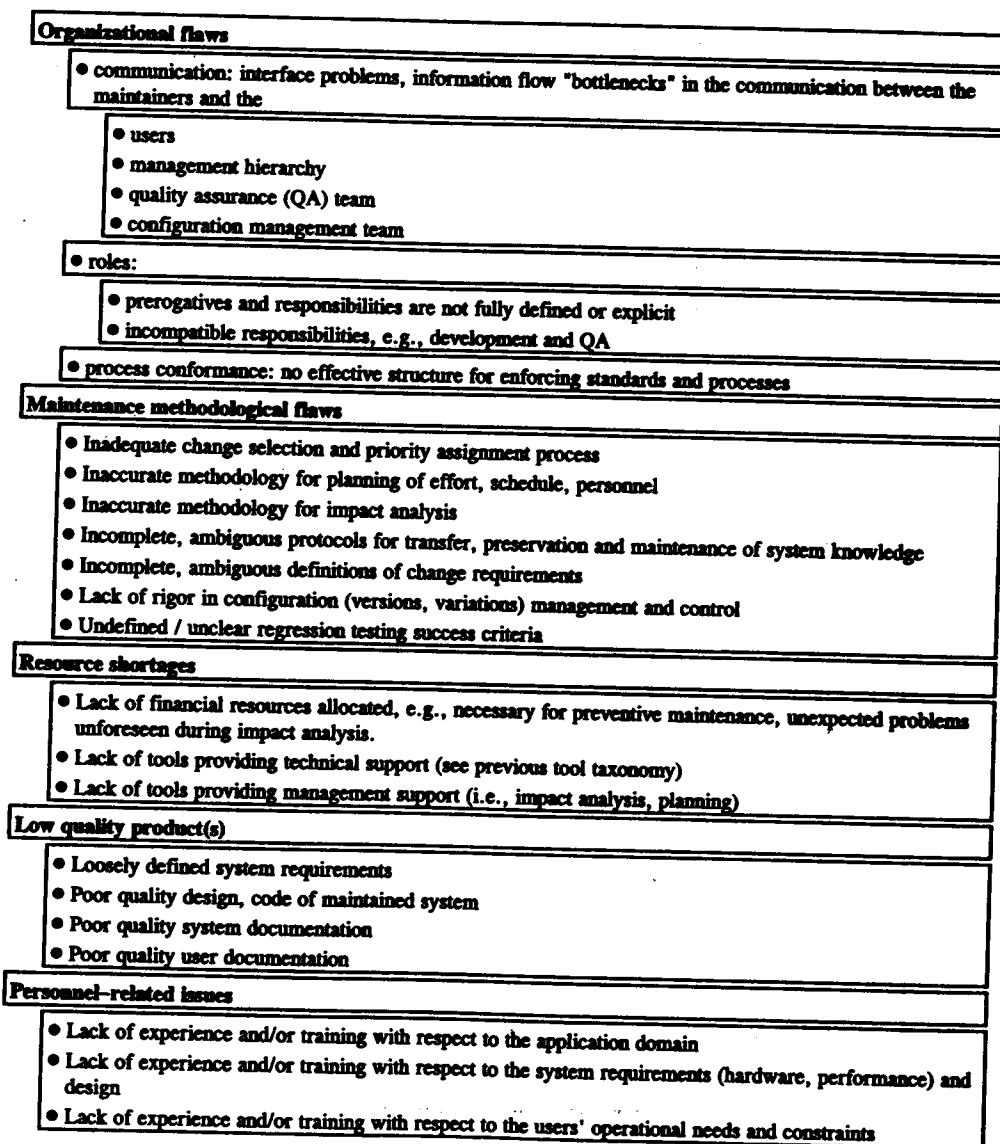 Organizational flaws
● communication: interface problems, information flow "bottlenecks" in the communication between the
maintainers and the
● users
● management hierarchy
● quality assurance (QA) team
● configuration management team
● roles:
● prerogatives and responsibilities are not fully defined or explicit
● incompatible responsibilities, e.g., development and QA
● process conformance: no effective structure for enforcing standards and processes
Maintenance methodological flaws
● Inadequate change selection and priority assignment process
● Inaccurate methodology for planning of effort, schedule, personnel
● Inaccurate methodology for impact analysis
● Incomplete, ambiguous protocols for transfer, preservation and maintenance of system knowledge
● Incomplete, ambiguous definitions of change requirements
● Lack of rigor in configuration (versions, variations) management and control
● Undefined / unclear regression testing success criteria
Resource shortages
● Lack of financial resources allocated, e.g., necessary for preventive maintenance, unexpected problems
unforeseen during impact analysis.
● Lack of tools providing technical support (see previous tool taxonomy)
● Lack of tools providing management support (i.e., impact analysis, planning)
Low quality product(s)
● Loosely defined system requirements
● Poor quality design, code of maintained system
● Poor quality system documentation
● Poor quality user documentation
Personnel-related issues
● Lack of experience and/or training with respect to the application domain
● Lack of experience and/or training with respect to the system requirements (hardware, performance) and
design
● Lack of experience and/or training with respect to the users' operational needs and constraints